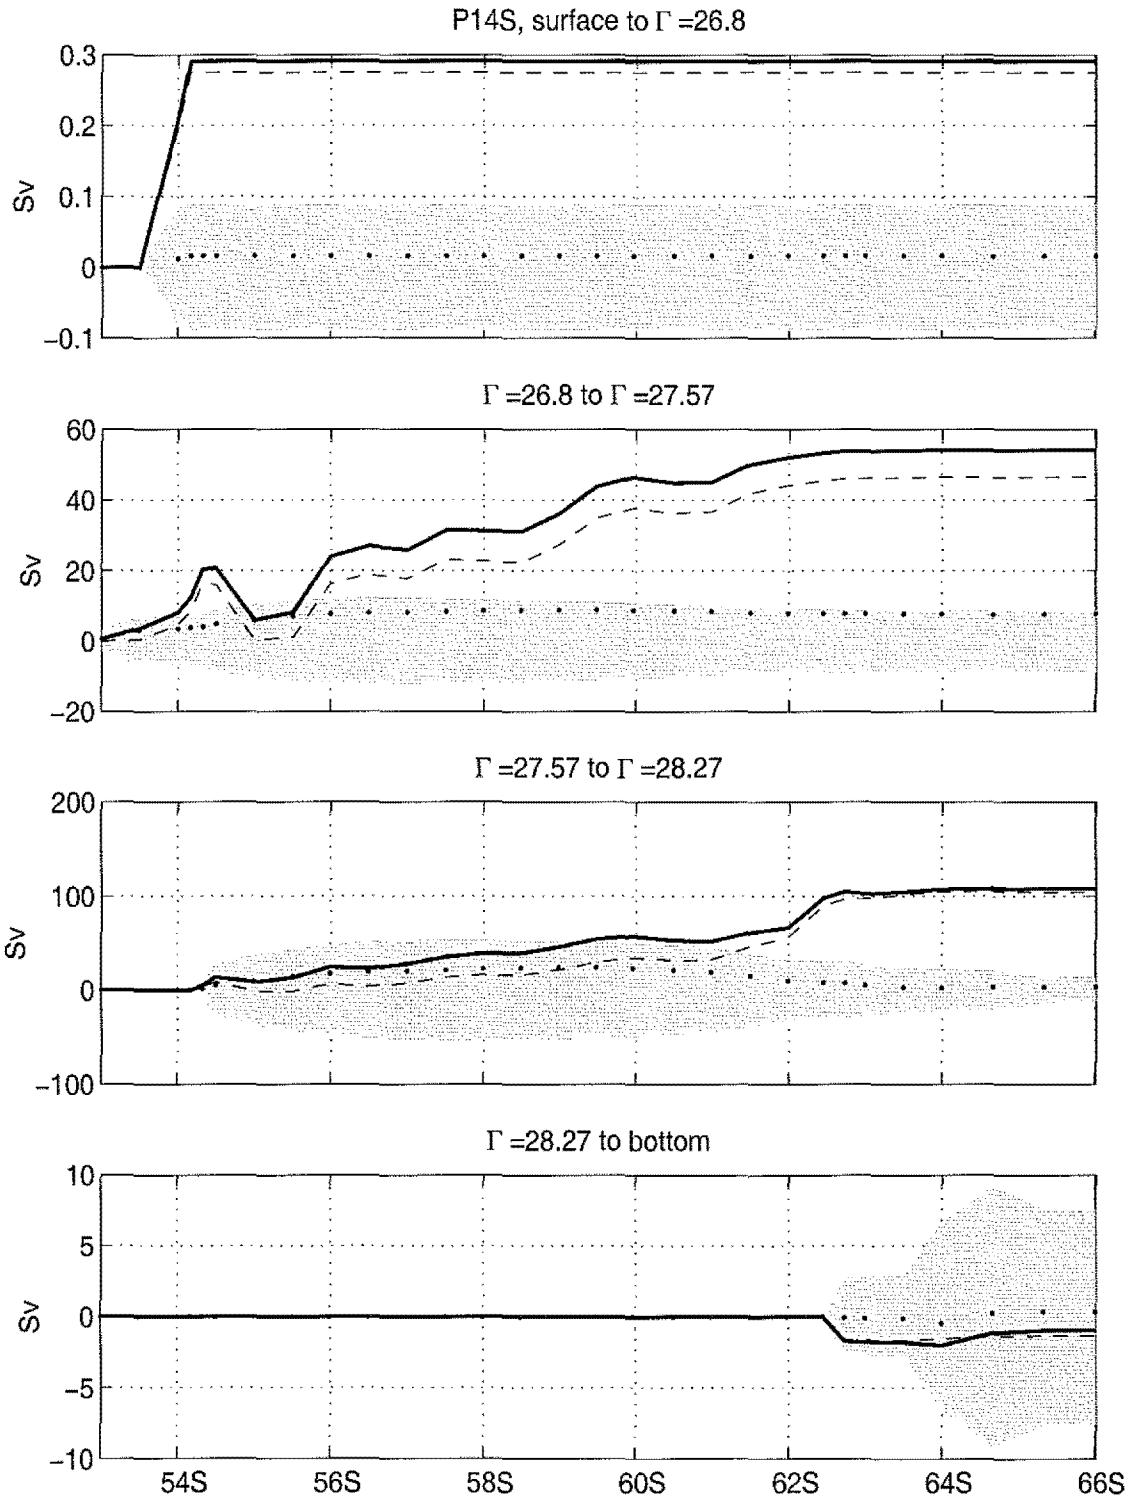 P14S, surface to Γ =26.8
0.3
0.2
0.1
0
−0.1
Sv
Γ =26.8 to Γ =27.57
60
40
20
0
−20
Sv
Γ =27.57 to Γ =28.27
200
100
0
−100
Sv
Γ =28.27 to bottom
10
5
0
−5
−10
Sv
54S 56S 58S 60S 62S 64S 66S